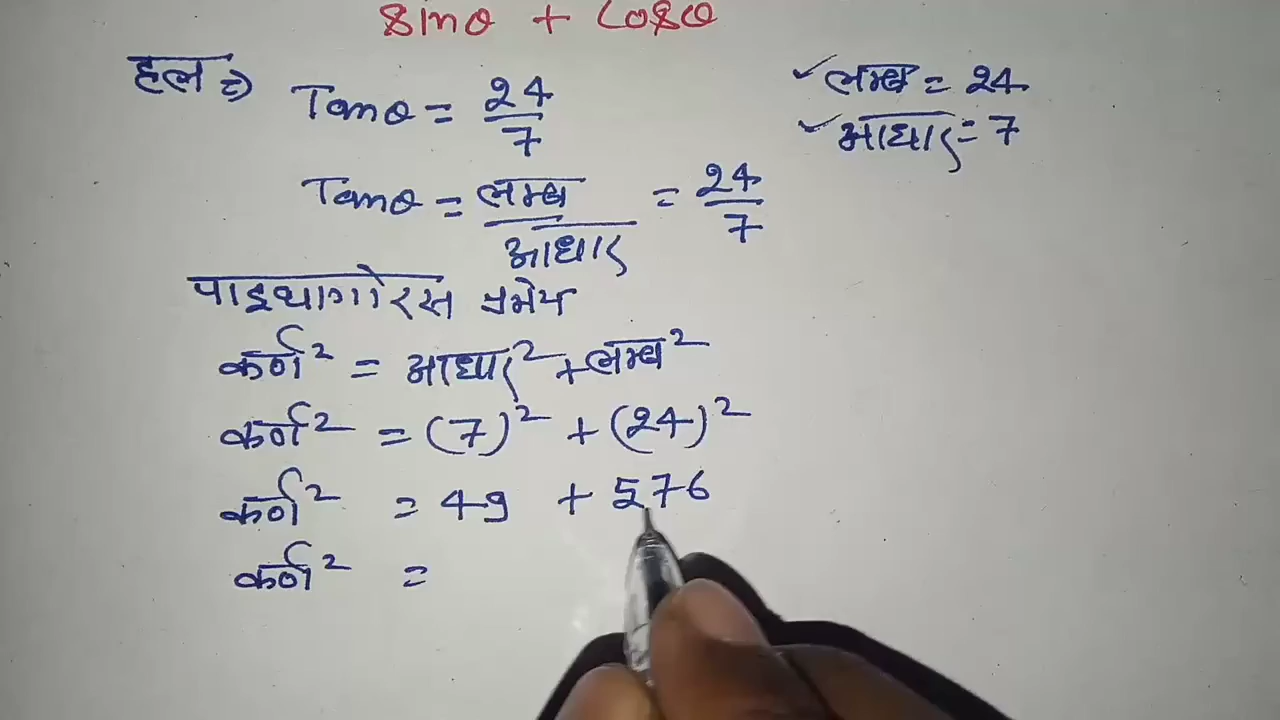 sinθ + Cosθ
हल ⇒ Tanθ = 24/7
✓ लम्ब = 24
✓ आधार = 7
Tanθ = लम्ब/आधार = 24/7
पाइथागोरस प्रमेय
कर्ण² = आधार² + लम्ब²
कर्ण² = (7)² + (24)²
कर्ण² = 49 + 576
कर्ण² =